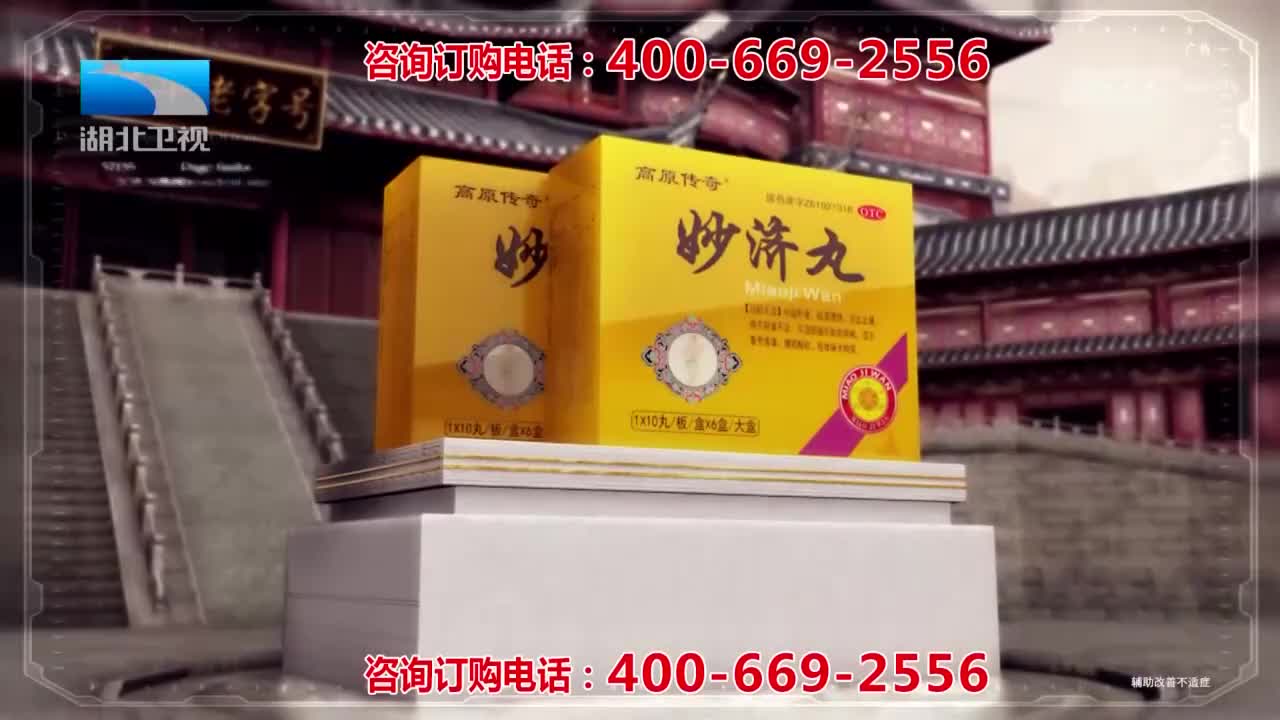 咨询订购电话：400-669-2556
老字号
湖北卫视
高原传奇
妙
1X10丸/板/盒X6盒
高原传奇®
OTC
妙济丸
Miaoji Wan
MIAO JI WAN
1X10丸/板/盒X6盒/大盒
咨询订购电话：400-669-2556
辅助改善不适症